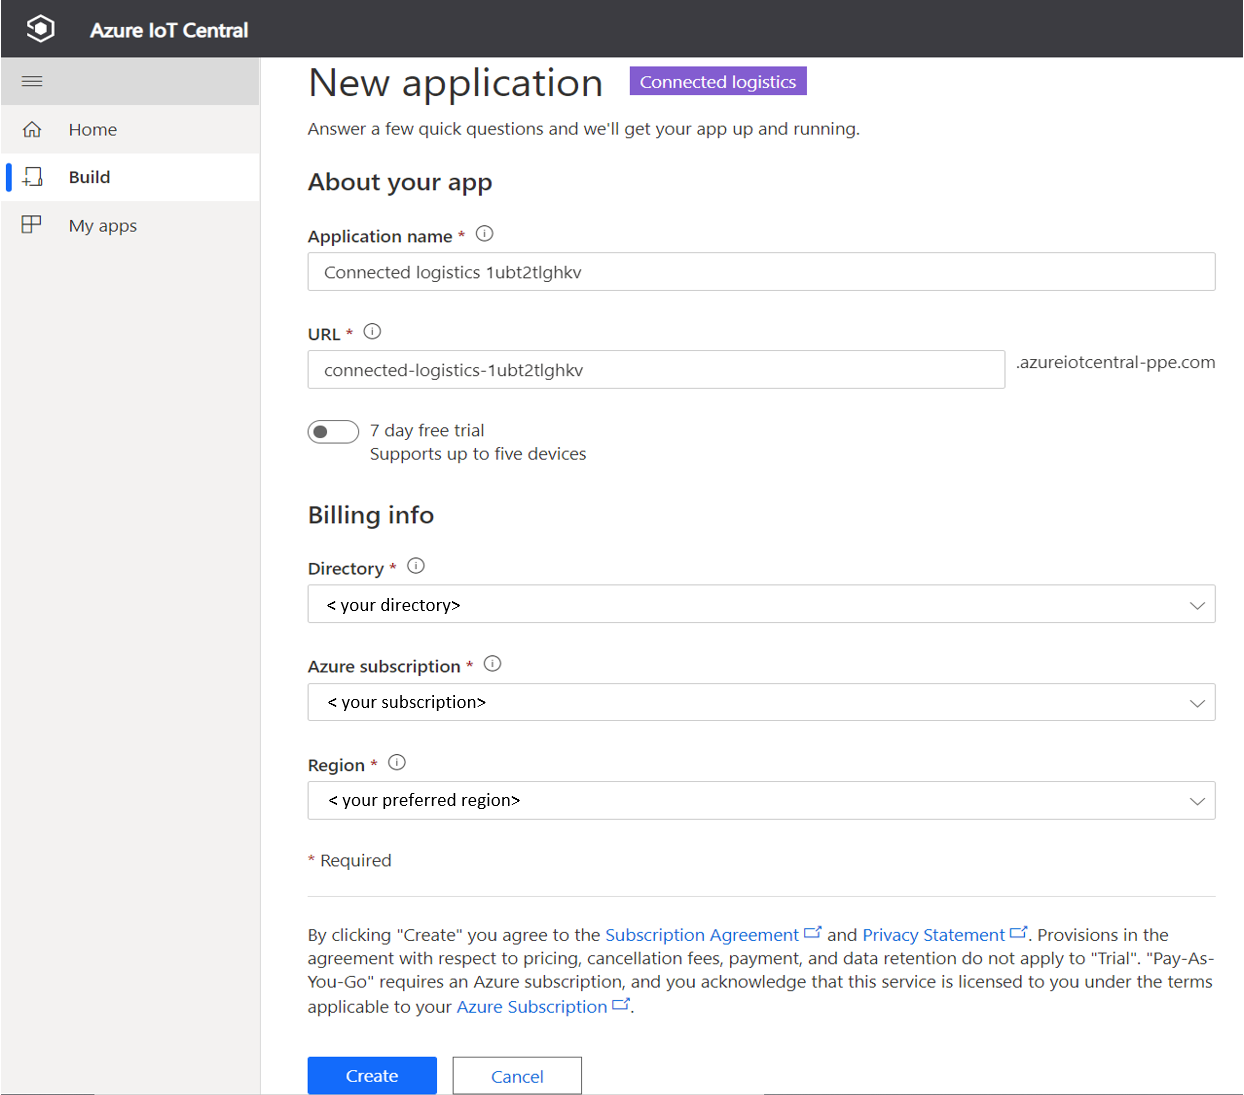 Azure IoT Central
Home
Build
My apps
New application
Connected logistics
Answer a few quick questions and we'll get your app up and running.
About your app
Application name *
Connected logistics 1ubt2tlghkv
URL *
connected-logistics-1ubt2tlghkv
.azureiotcentral-ppe.com
7 day free trial
Supports up to five devices
Billing info
Directory *
< your directory>
Azure subscription *
< your subscription>
Region *
< your preferred region>
* Required
By clicking "Create" you agree to the Subscription Agreement and Privacy Statement. Provisions in the
agreement with respect to pricing, cancellation fees, payment, and data retention do not apply to "Trial". "Pay-As-
You-Go" requires an Azure subscription, and you acknowledge that this service is licensed to you under the terms
applicable to your Azure Subscription.
Create
Cancel